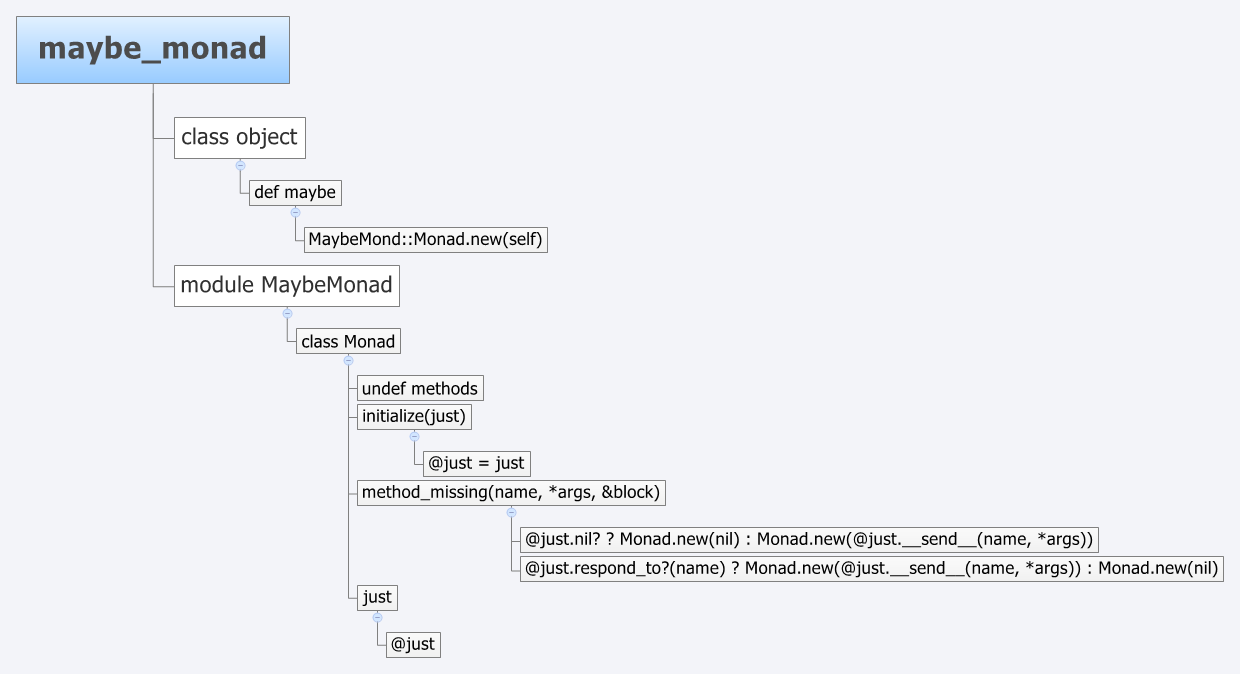 maybe_monad
class object
def maybe
MaybeMond::Monad.new(self)
module MaybeMonad
class Monad
undef methods
initialize(just)
@just = just
method_missing(name, *args, &block)
@just.nil? ? Monad.new(nil) : Monad.new(@just.__send__(name, *args))
@just.respond_to?(name) ? Monad.new(@just.__send__(name, *args)) : Monad.new(nil)
just
@just